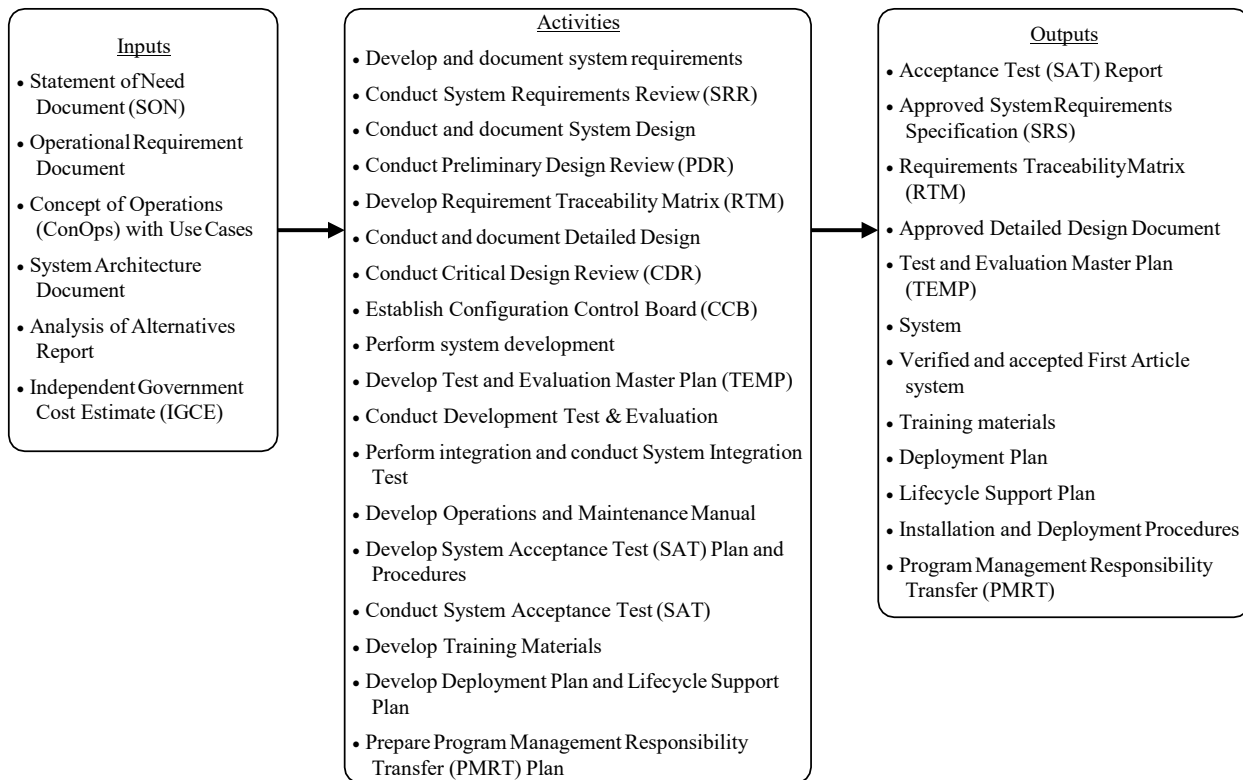 Inputs
• Statement of Need
Document (SON)
• Operational Requirement
Document
• Concept of Operations
(ConOps) with Use Cases
• System Architecture
Document
• Analysis of Alternatives
Report
• Independent Government
Cost Estimate (IGCE)
Activities
• Develop and document system requirements
• Conduct System Requirements Review (SRR)
• Conduct and document System Design
• Conduct Preliminary Design Review (PDR)
• Develop Requirement Traceability Matrix (RTM)
• Conduct and document Detailed Design
• Conduct Critical Design Review (CDR)
• Establish Configuration Control Board (CCB)
• Perform system development
• Develop Test and Evaluation Master Plan (TEMP)
• Conduct Development Test & Evaluation
• Perform integration and conduct System Integration
Test
• Develop Operations and Maintenance Manual
• Develop System Acceptance Test (SAT) Plan and
Procedures
• Conduct System Acceptance Test (SAT)
• Develop Training Materials
• Develop Deployment Plan and Lifecycle Support
Plan
• Prepare Program Management Responsibility
Transfer (PMRT) Plan
Outputs
• Acceptance Test (SAT) Report
• Approved System Requirements
Specification (SRS)
• Requirements Traceability Matrix
(RTM)
• Approved Detailed Design Document
• Test and Evaluation Master Plan
(TEMP)
• System
• Verified and accepted First Article
system
• Training materials
• Deployment Plan
• Lifecycle Support Plan
• Installation and Deployment Procedures
• Program Management Responsibility
Transfer (PMRT)